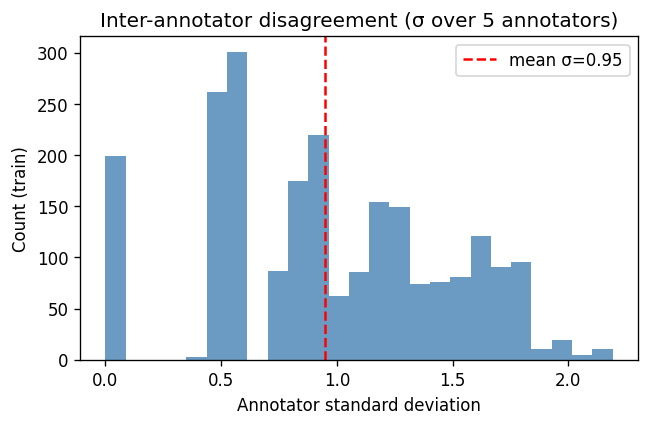 Inter-annotator disagreement (σ over 5 annotators)
mean σ=0.95
Count (train)
300
250
200
150
100
50
0
0.0 0.5 1.0 1.5 2.0
Annotator standard deviation